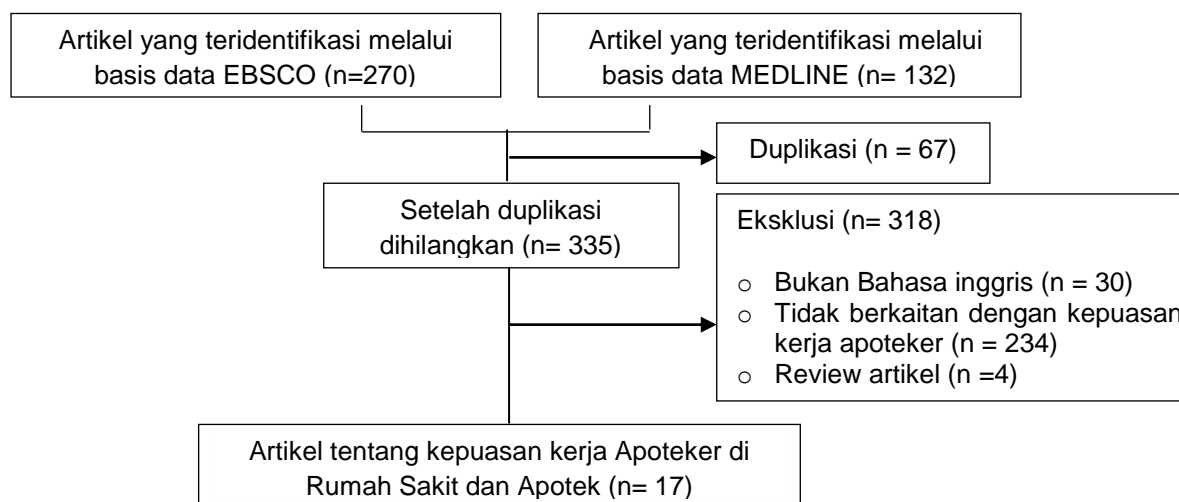 Artikel yang teridentifikasi melalui
basis data EBSCO (n=270)
Artikel yang teridentifikasi melalui
basis data MEDLINE (n= 132)
Duplikasi (n = 67)
Setelah duplikasi
dihilangkan (n= 335)
Eksklusi (n= 318)
○ Bukan Bahasa inggris (n = 30)
○ Tidak berkaitan dengan kepuasan
kerja apoteker (n = 234)
○ Review artikel (n =4)
Artikel tentang kepuasan kerja Apoteker di
Rumah Sakit dan Apotek (n= 17)